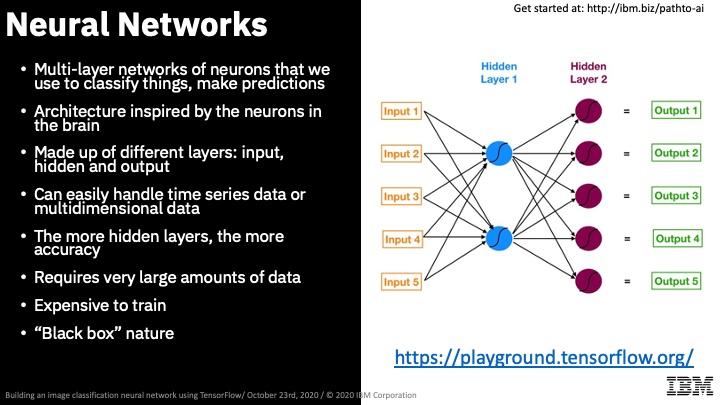 Neural Networks
Get started at: http://ibm.biz/pathto-ai
• Multi-layer networks of neurons that we
use to classify things, make predictions
• Architecture inspired by the neurons in
the brain
• Made up of different layers: input,
hidden and output
• Can easily handle time series data or
multidimensional data
• The more hidden layers, the more
accuracy
• Requires very large amounts of data
• Expensive to train
• “Black box” nature
Hidden
Layer 1
Hidden
Layer 2
Input 1
= Output 1
Input 2
= Output 2
Input 3
= Output 3
Input 4
= Output 4
Input 5
= Output 5
https://playground.tensorflow.org/
Building an image classification neural network using TensorFlow/ October 23rd, 2020 / © 2020 IBM Corporation
IBM